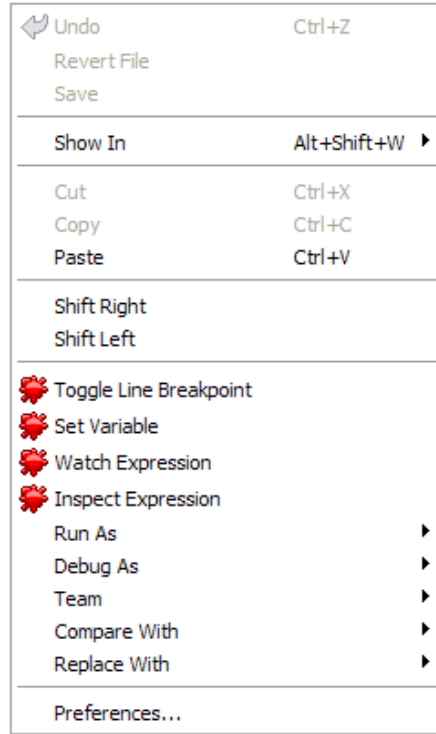 Undo Ctrl+Z
Revert File
Save
Show In Alt+Shift+W
Cut Ctrl+X
Copy Ctrl+C
Paste Ctrl+V
Shift Right
Shift Left
Toggle Line Breakpoint
Set Variable
Watch Expression
Inspect Expression
Run As
Debug As
Team
Compare With
Replace With
Preferences...